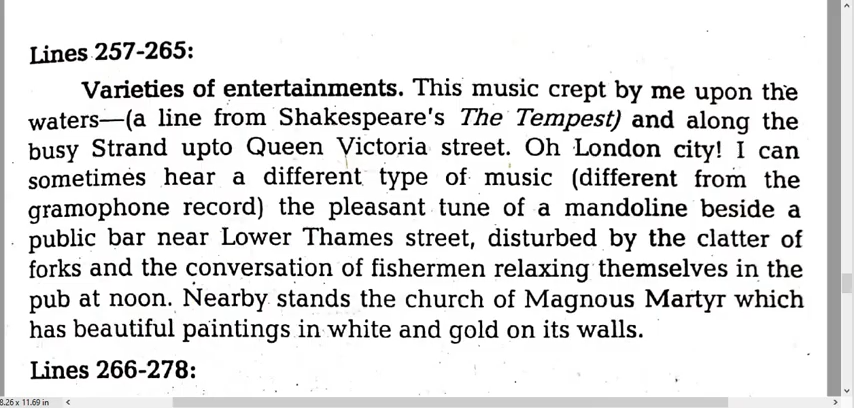 Lines 257-265:
Varieties of entertainments. This music crept by me upon the
waters—(a line from Shakespeare's The Tempest) and along the
busy Strand upto Queen Victoria street. Oh London city! I can
sometimes hear a different type of music (different from the
gramophone record) the pleasant tune of a mandoline beside a
public bar near Lower Thames street, disturbed by the clatter of
forks and the conversation of fishermen relaxing themselves in the
pub at noon. Nearby stands the church of Magnous Martyr which
has beautiful paintings in white and gold on its walls.
Lines 266-278:
8.26 x 11.69 in